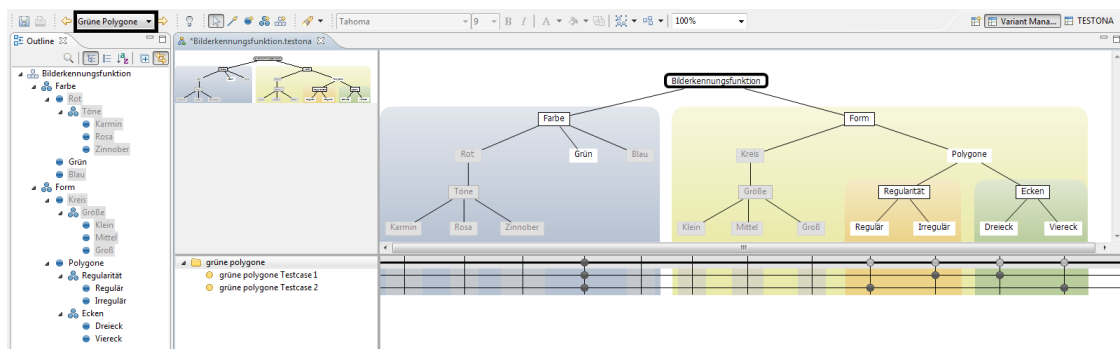 Grüne Polygone
Tahoma
9
B I A
100%
Variant Mana...
TESTONA
Outline
*Bilderkennungsfunktion.testona
Bilderkennungsfunktion
Farbe
Rot
Töne
Karmin
Rosa
Zinnober
Grün
Blau
Form
Kreis
Größe
Klein
Mittel
Groß
Polygone
Regularität
Regulär
Irregulär
Ecken
Dreieck
Viereck
Bilderkennungsfunktion
Farbe Form
Rot Grün Blau Kreis Polygone
Töne Größe Regularität Ecken
Karmin Rosa Zinnober Klein Mittel Groß Regulär Irregulär Dreieck Viereck
grüne polygone
grüne polygone Testcase 1
grüne polygone Testcase 2